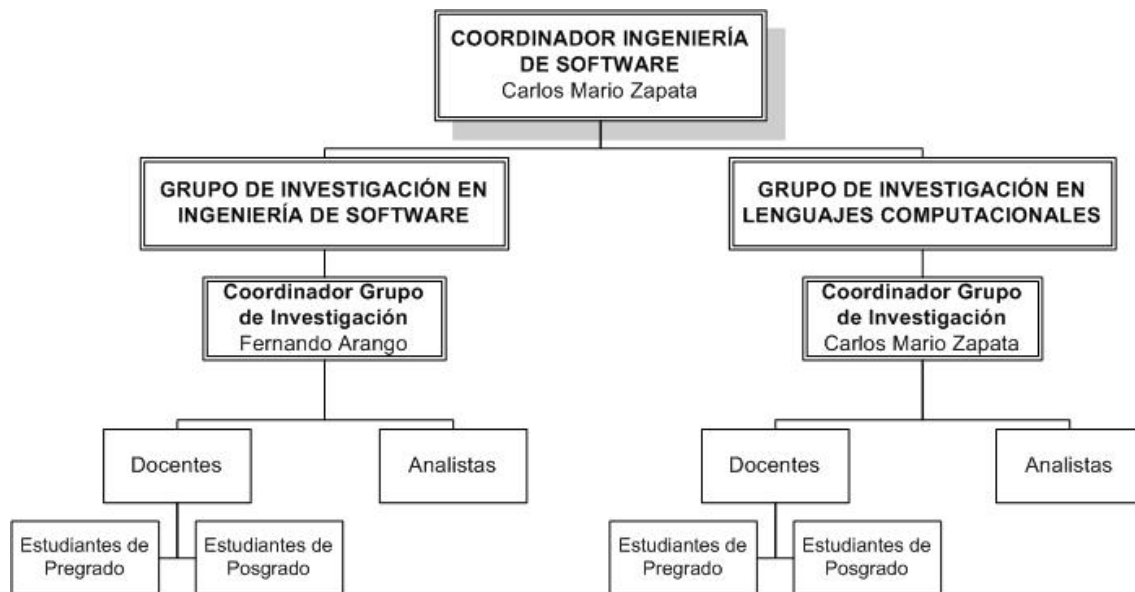 COORDINADOR INGENIERÍA
DE SOFTWARE
Carlos Mario Zapata
GRUPO DE INVESTIGACIÓN EN
INGENIERÍA DE SOFTWARE
GRUPO DE INVESTIGACIÓN EN
LENGUAJES COMPUTACIONALES
Coordinador Grupo
de Investigación
Fernando Arango
Coordinador Grupo
de Investigación
Carlos Mario Zapata
Docentes
Analistas
Docentes
Analistas
Estudiantes de
Pregrado
Estudiantes de
Posgrado
Estudiantes de
Pregrado
Estudiantes de
Posgrado